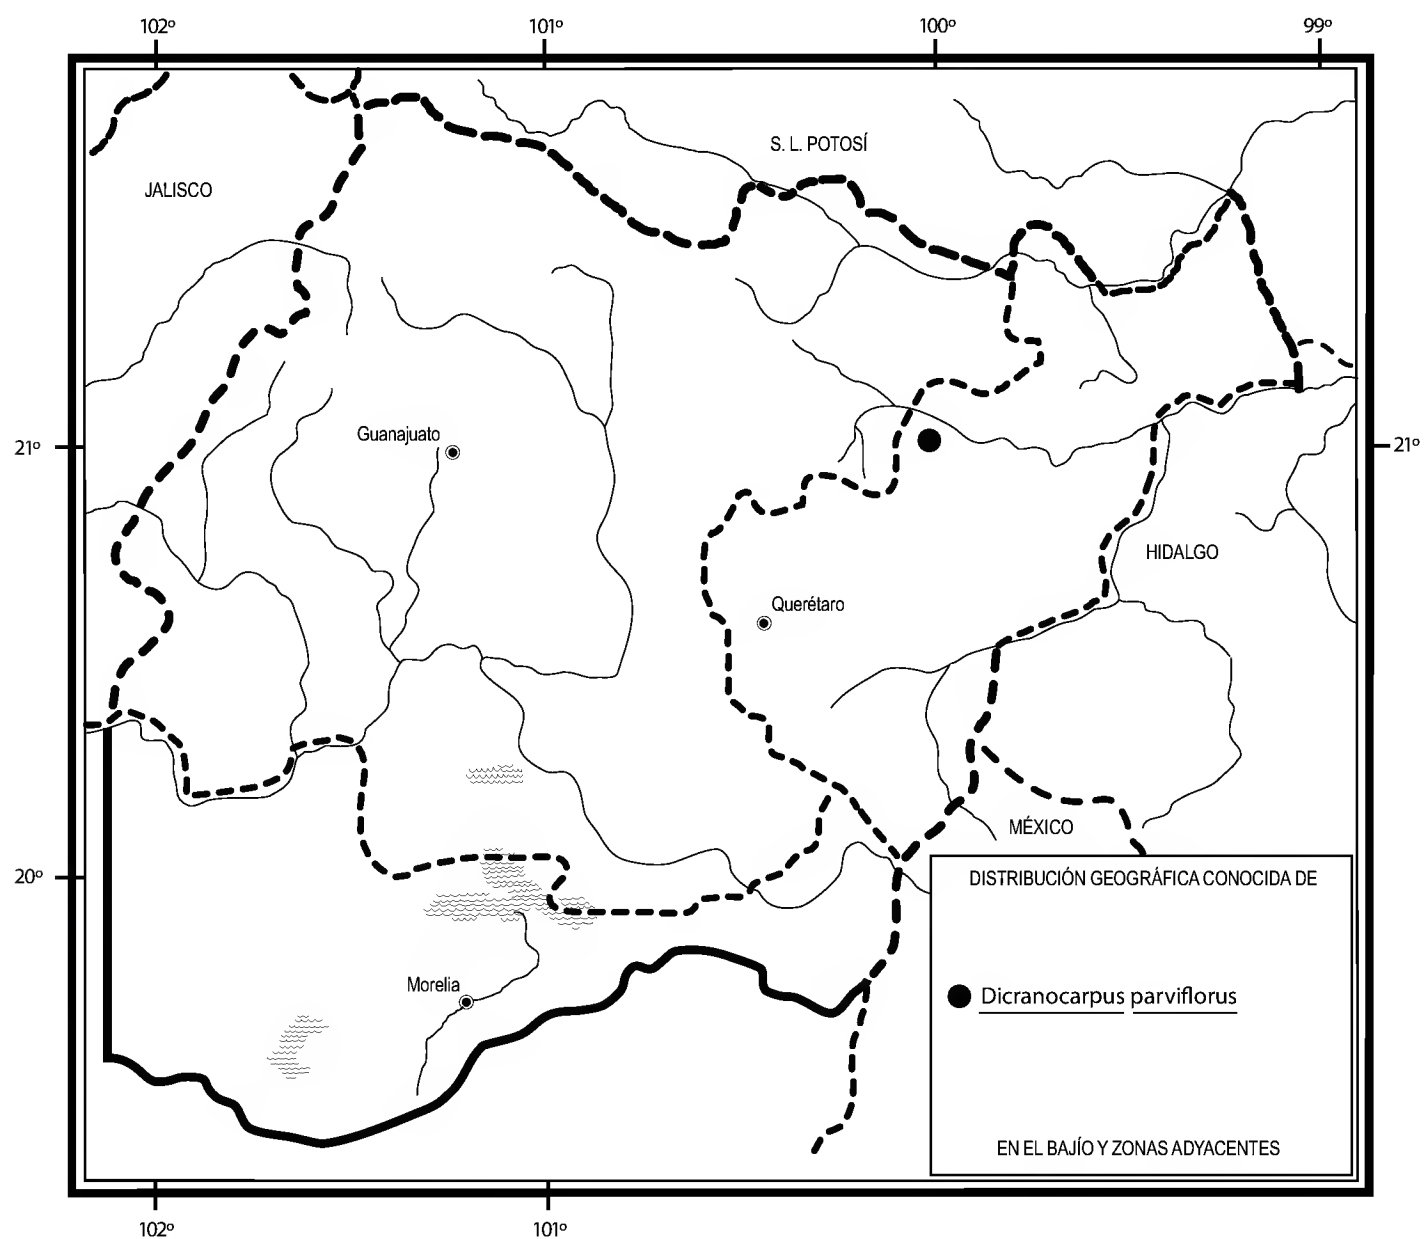 102º 101º 100º 99º
S. L. POTOSÍ
JALISCO
Guanajuato
21º 21º
HIDALGO
Querétaro
MÉXICO
20º
DISTRIBUCIÓN GEOGRÁFICA CONOCIDA DE
Morelia
Dicranocarpus parviflorus
EN EL BAJÍO Y ZONAS ADYACENTES
102º 101º